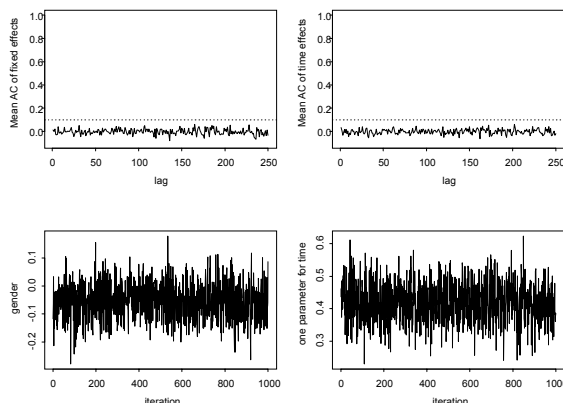 Mean AC of fixed effects
1.0
0.8
0.6
0.4
0.2
0.0
0 50 100 150 200 250
lag
Mean AC of time effects
1.0
0.8
0.6
0.4
0.2
0.0
0 50 100 150 200 250
lag
gender
0.1
0.0
-0.1
-0.2
0 200 400 600 800 1000
iteration
one parameter for time
0.6
0.5
0.4
0.3
0 200 400 600 800 1000
iteration